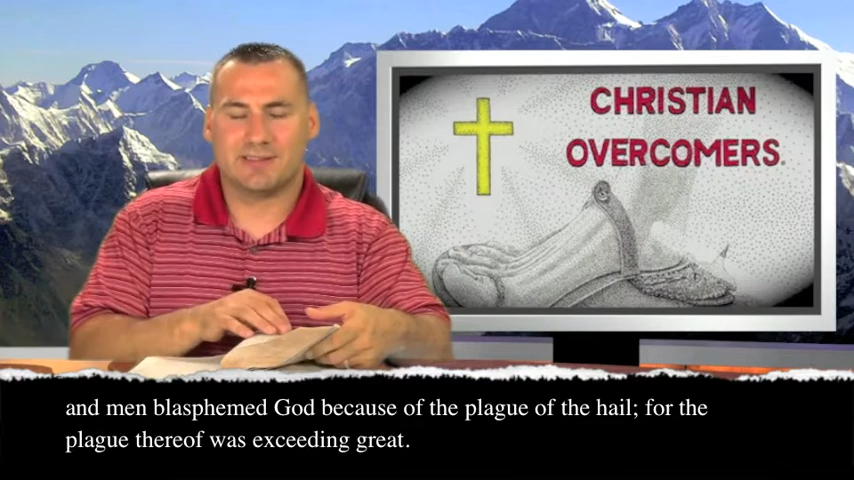 CHRISTIAN
OVERCOMERS.
and men blasphemed God because of the plague of the hail; for the
plague thereof was exceeding great.